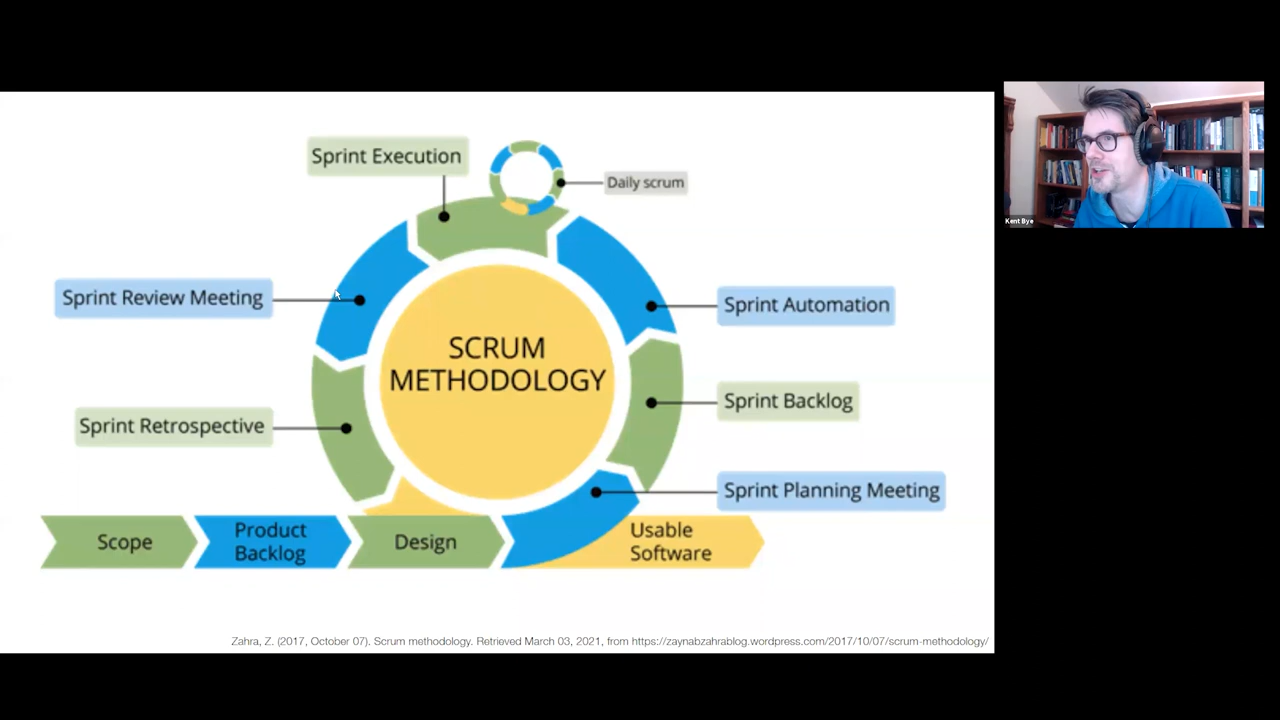 Sprint Execution
Daily scrum
Kent Bye
Sprint Review Meeting
Sprint Automation
SCRUM
METHODOLOGY
Sprint Backlog
Sprint Retrospective
Sprint Planning Meeting
Scope
Product
Backlog
Design
Usable
Software
Zahra, Z. (2017, October 07). Scrum methodology. Retrieved March 03, 2021, from https://zaynabzahrablog.wordpress.com/2017/10/07/scrum-methodology/